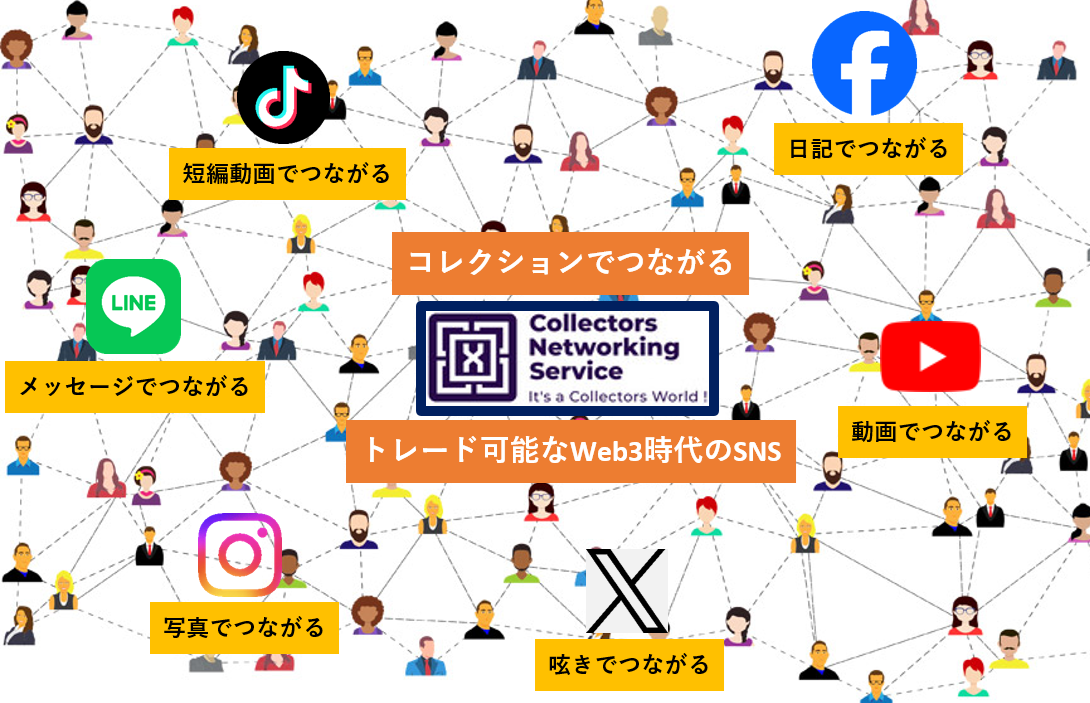 短編動画でつながる
日記でつながる
コレクションでつながる
LINE
Collectors
Networking
Service
It's a Collectors World !
メッセージでつながる
動画でつながる
トレード可能なWeb3時代のSNS
写真でつながる
呟きでつながる